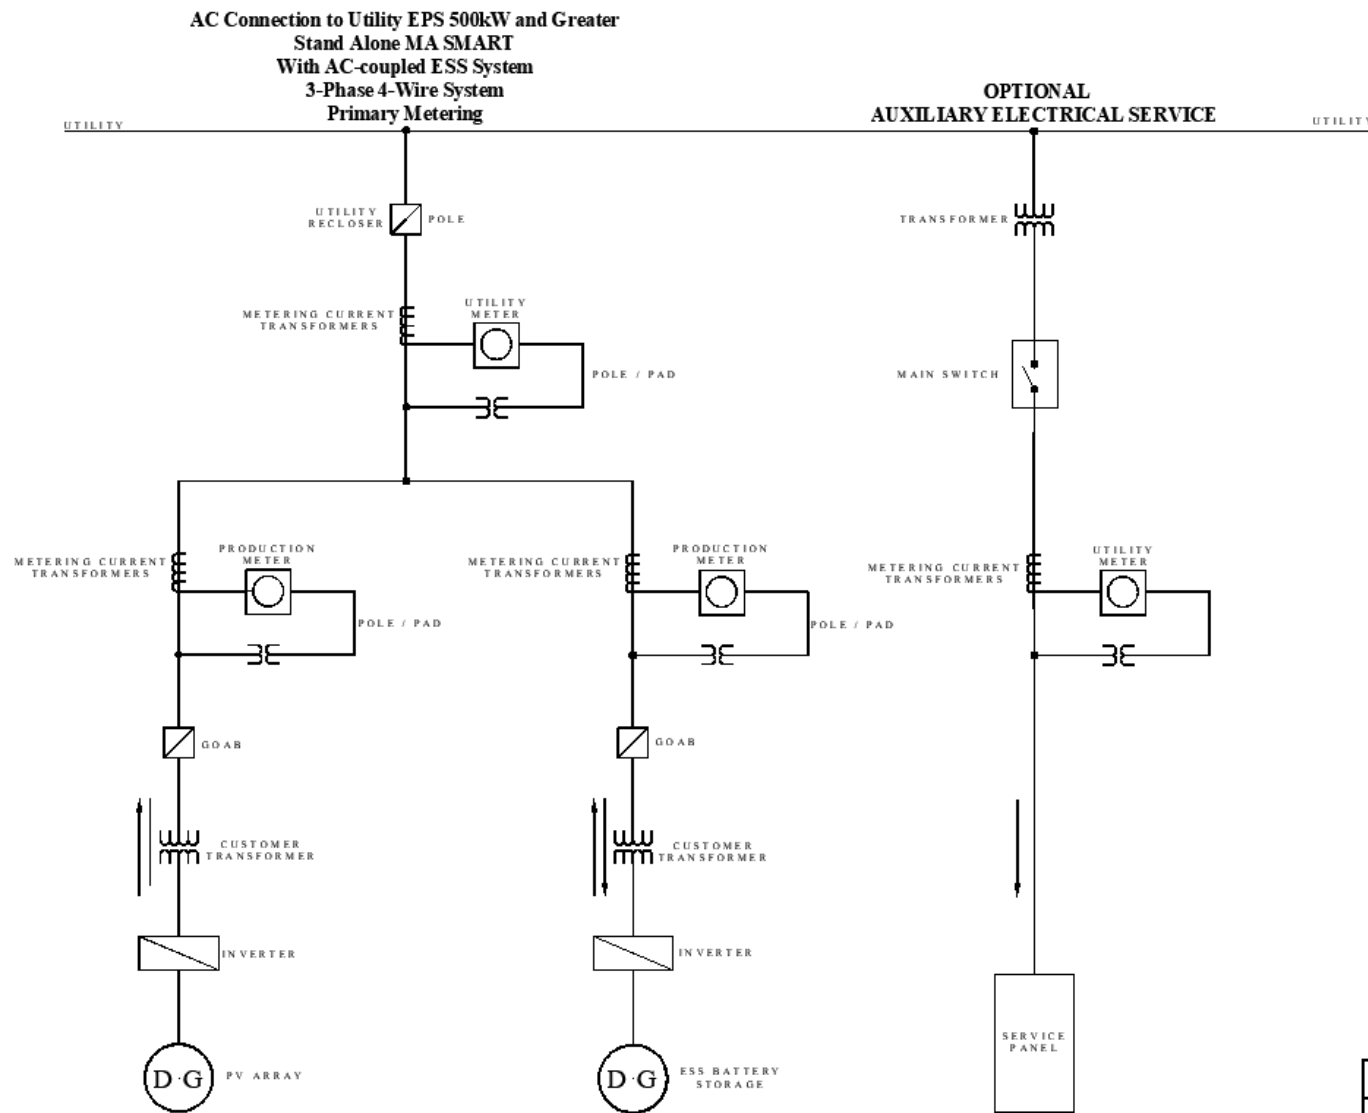 AC Connection to Utility EPS 500kW and Greater
Stand Alone MA SMART
With AC-coupled ESS System
3-Phase 4-Wire System
Primary Metering
OPTIONAL
AUXILIARY ELECTRICAL SERVICE
UTILITY
UTILITY
UTILITY
RECLOSER
POLE
TRANSFORMER
METERING CURRENT
TRANSFORMERS
UTILITY
METER
POLE / PAD
MAIN SWITCH
METERING CURRENT
TRANSFORMERS
PRODUCTION
METER
POLE / PAD
METERING CURRENT
TRANSFORMERS
PRODUCTION
METER
POLE / PAD
METERING CURRENT
TRANSFORMERS
UTILITY
METER
GOAB
GOAB
CUSTOMER
TRANSFORMER
CUSTOMER
TRANSFORMER
INVERTER
INVERTER
D·G
PV ARRAY
D·G
ESS BATTERY
STORAGE
SERVICE
PANEL